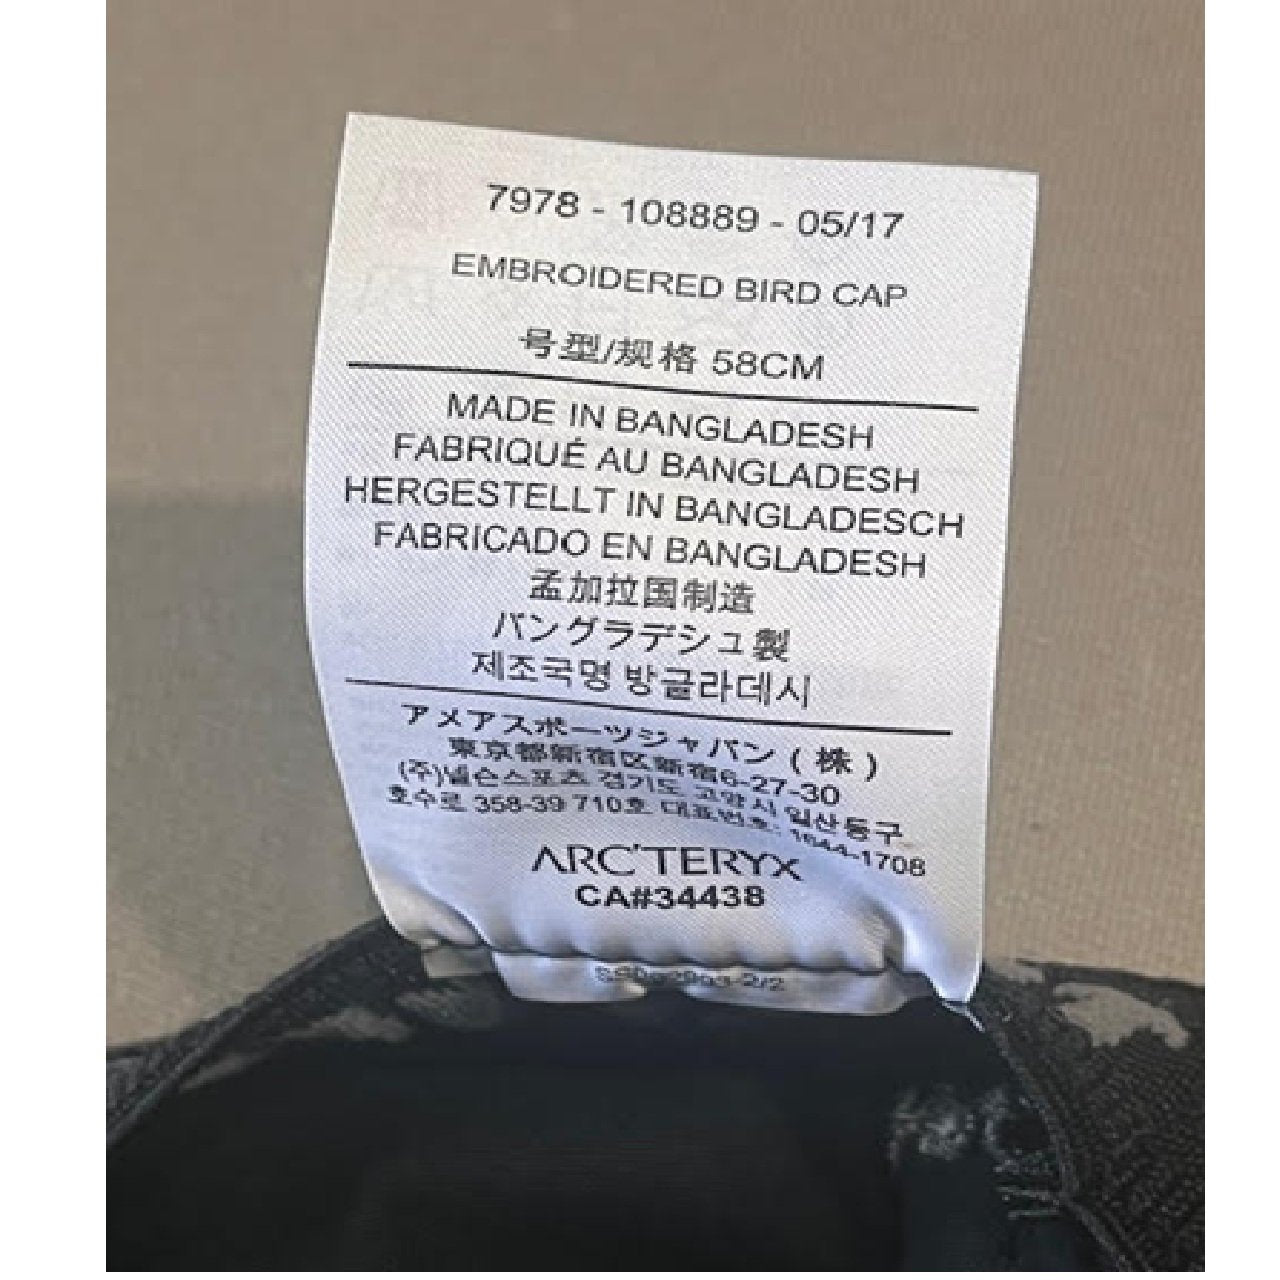 7978 - 108889 - 05/17
EMBROIDERED BIRD CAP
号型/规格 58CM
MADE IN BANGLADESH
FABRIQUÉ AU BANGLADESH
HERGESTELLT IN BANGLADESCH
FABRICADO EN BANGLADESH
孟加拉国制造
バングラデシュ製
제조국명 방글라데시
アメアスポーツジャパン (株)
東京都新宿区新宿6-27-30
(주)넬슨스포츠 경기도 고양시 일산동구
호수로 358-39 710호 대표번호: 1644-1708
ARC'TERYX
CA#34438